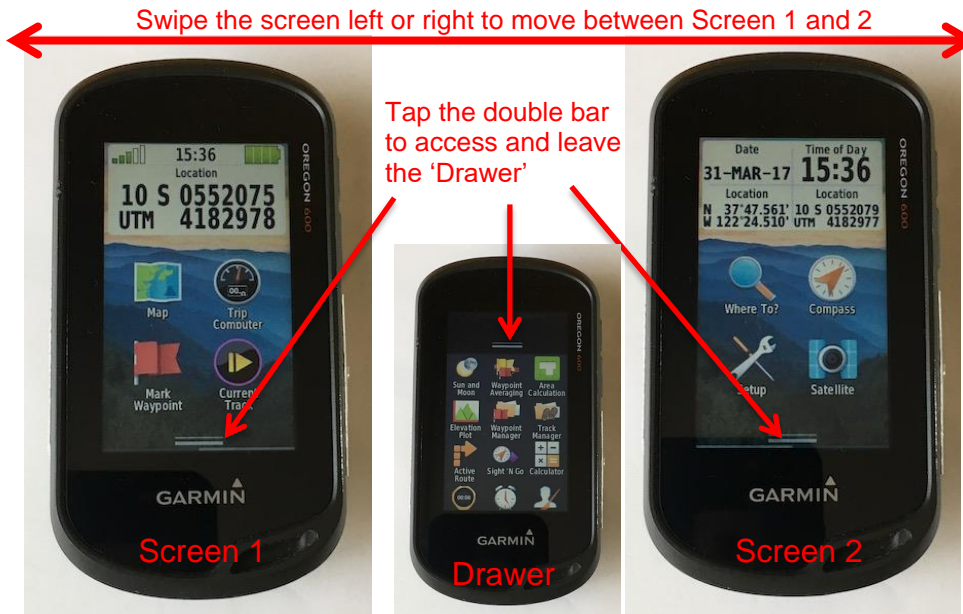 Swipe the screen left or right to move between Screen 1 and 2
Tap the double bar
to access and leave
the ‘Drawer’
15:36
Location
10 S 0552075
UTM 4182978
Map
Trip
Computer
Mark
Waypoint
Current
Track
OREGON 600
GARMIN
Screen 1
Sun and
Moon
Waypoint
Averaging
Area
Calculation
Elevation
Plot
Waypoint
Manager
Track
Manager
Active
Route
Sight 'N Go
Calculator
00:00
OREGON 600
GARMIN
Drawer
Date
Time of Day
31-MAR-17
15:36
Location
Location
N 37°47.561'
W 122°24.510'
10 S 0552079
UTM 4182977
Where To?
Compass
Setup
Satellite
OREGON 600
GARMIN
Screen 2